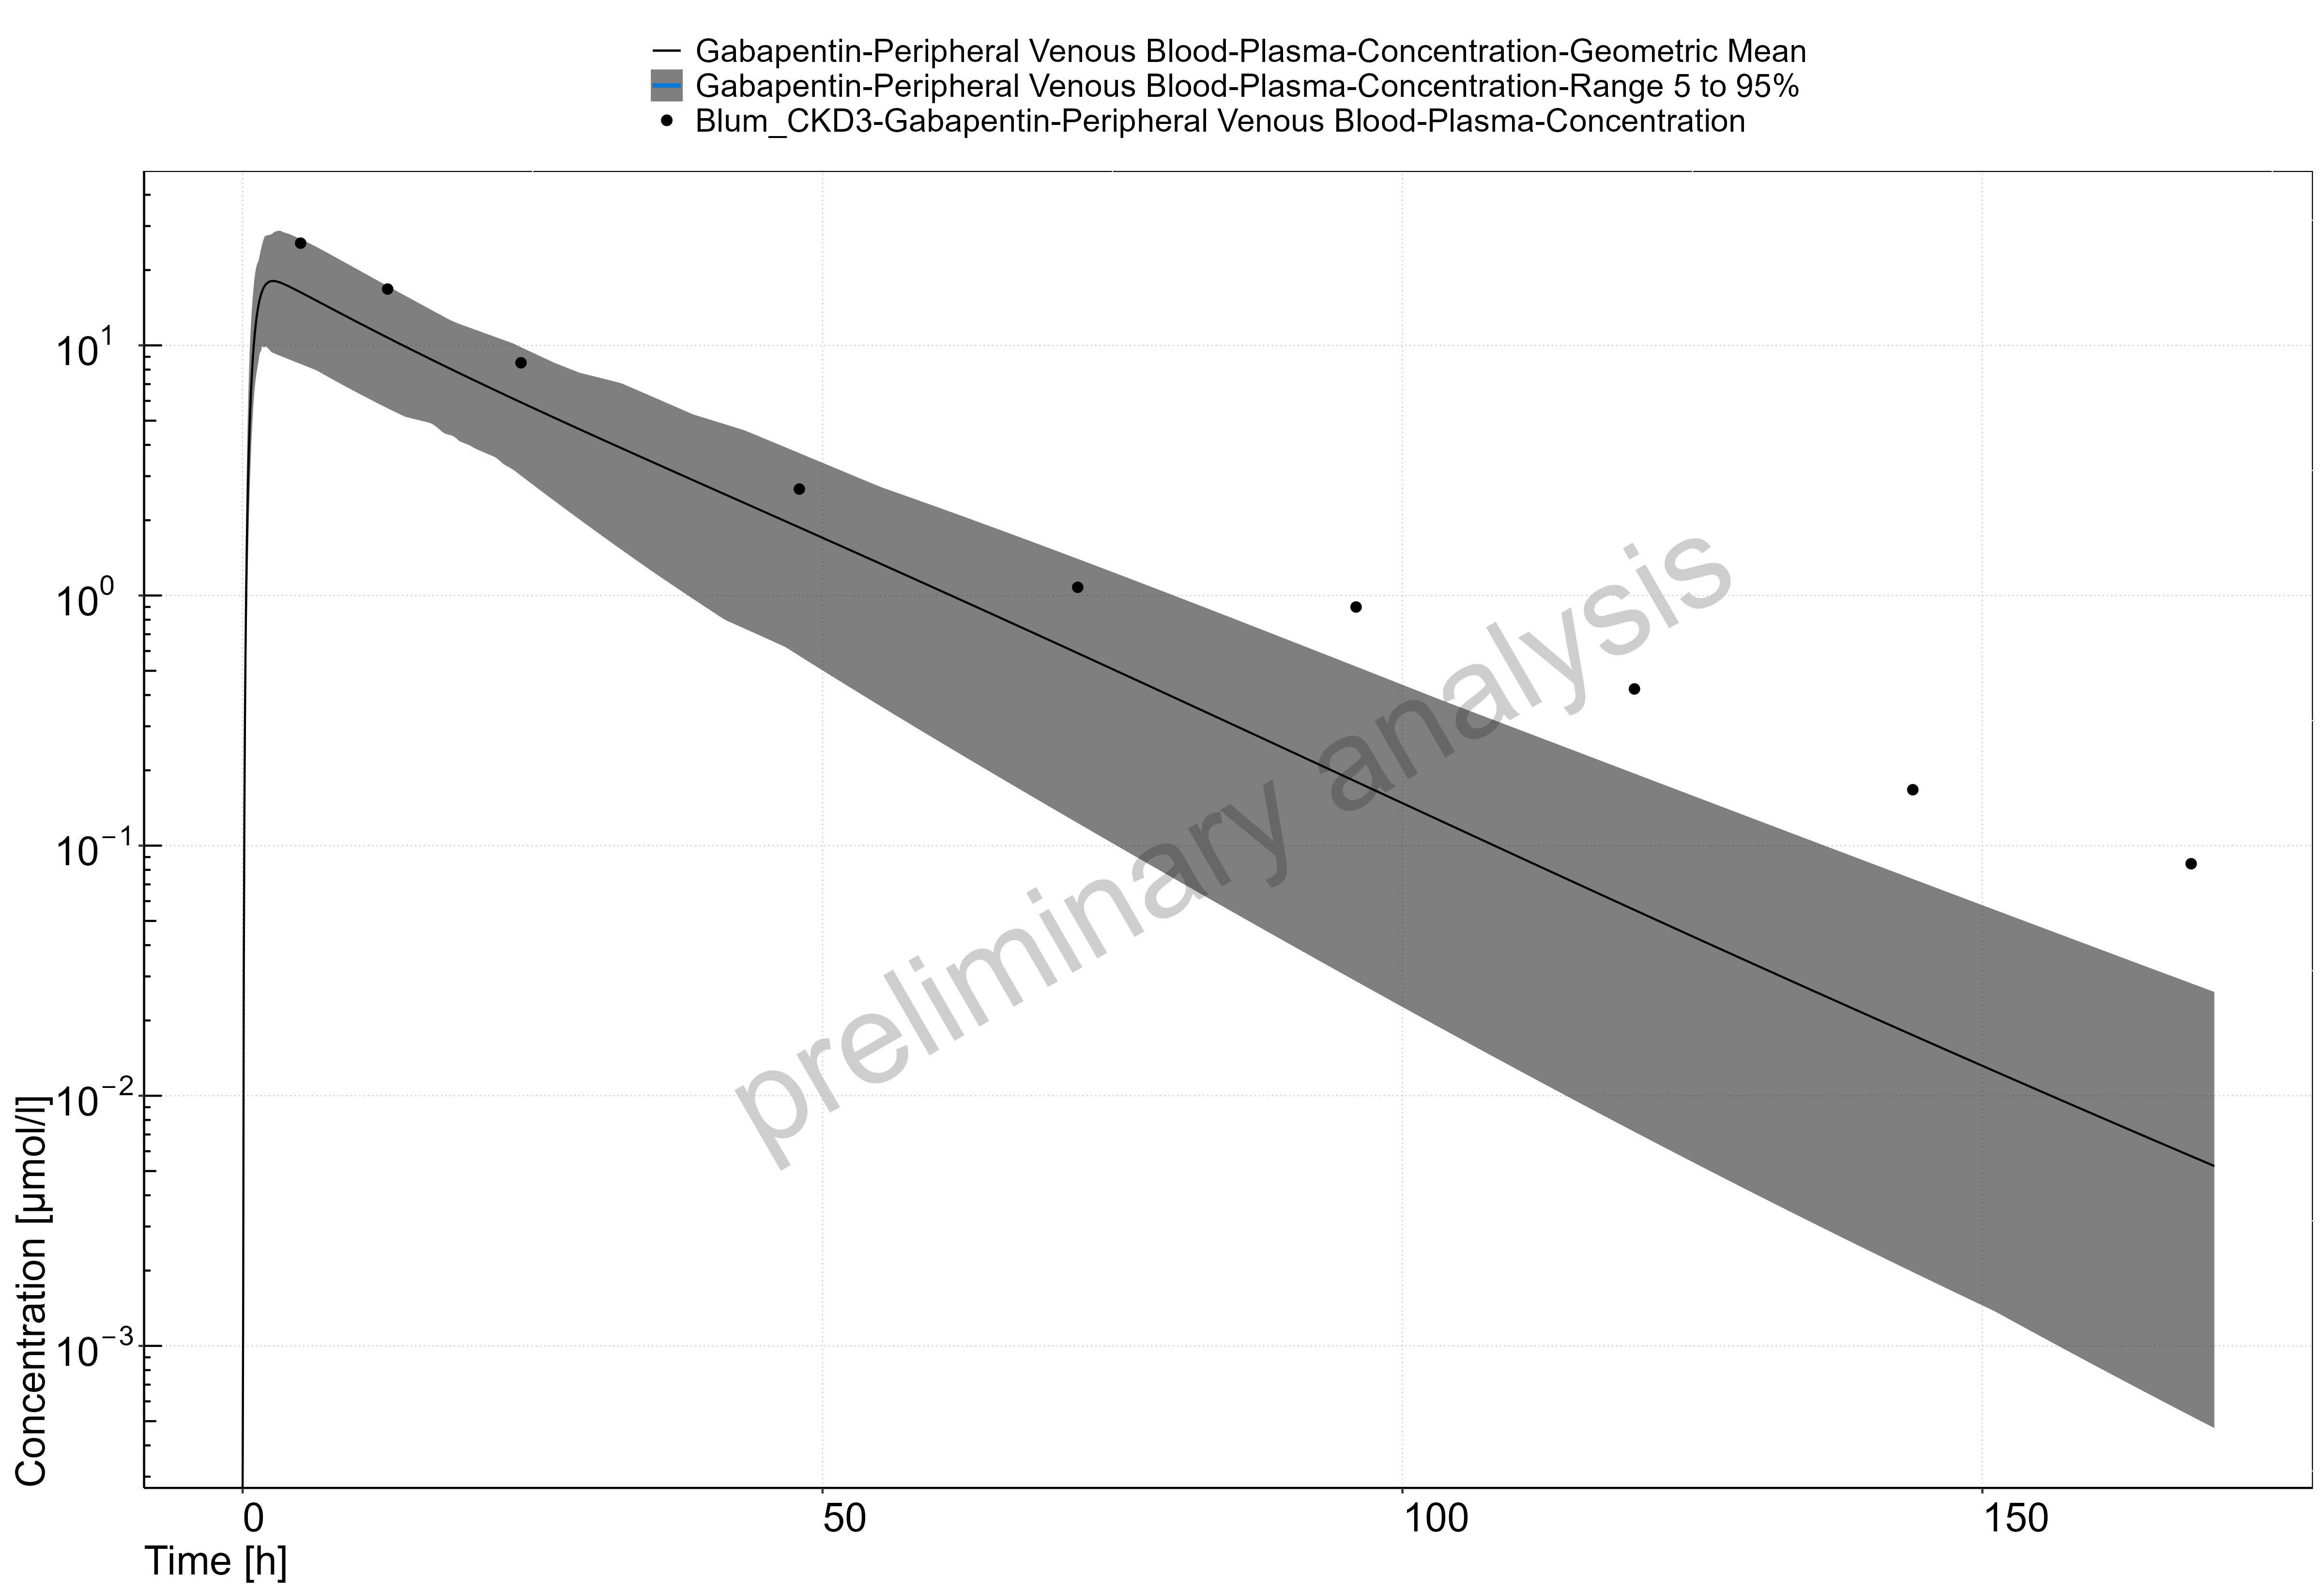 Gabapentin-Peripheral Venous Blood-Plasma-Concentration-Geometric Mean
Gabapentin-Peripheral Venous Blood-Plasma-Concentration-Range 5 to 95%
Blum_CKD3-Gabapentin-Peripheral Venous Blood-Plasma-Concentration
10^1
10^0
10^−1
10^−2
10^−3
Concentration [µmol/l]
preliminary analysis
0 50 100 150
Time [h]